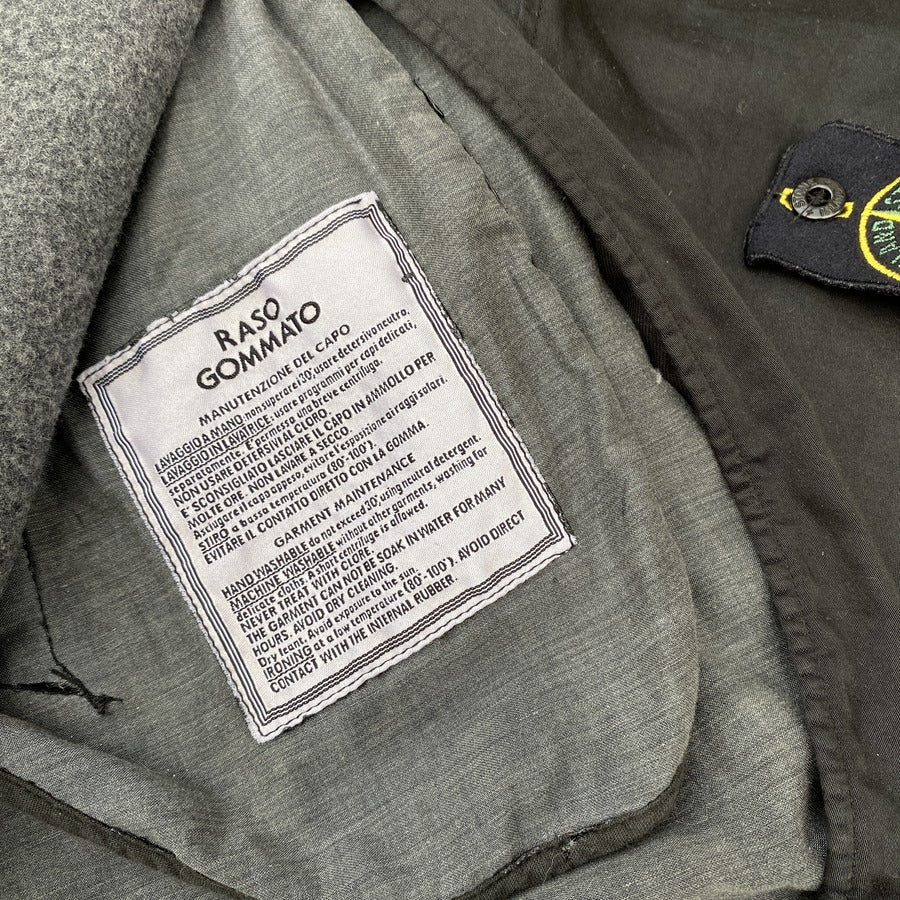 RASO
GOMMATO
MANUTENZIONE DEL CAPO
LAVAGGIO A MANO: non superare i 30°, usare detersivo neutro.
LAVAGGIO IN LAVATRICE: usare programmi per capi delicati,
separatamente. E' permessa una breve centrifuga.
NON USARE DETERSIVI AL CLORO.
E' SCONSIGLIATO LASCIARE IL CAPO IN AMMOLLO PER
MOLTE ORE. NON LAVARE A SECCO.
Asciugare il capo appeso, evitare l'esposizione ai raggi solari.
STIRO a bassa temperatura (80°-100°).
EVITARE IL CONTATTO DIRETTO CON LA GOMMA.
GARMENT MAINTENANCE
HAND WASHABLE do not exceed 30° using neutral detergent.
MACHINE WASHABLE without other garments, washing for
delicate cloths. A short centrifuge is allowed.
NEVER TREAT WITH CLORE.
THE GARMENT CAN NOT BE SOAK IN WATER FOR MANY
HOURS. AVOID DRY CLEANING.
Dry leant. Avoid exposure to the sun.
IRONING at a low temperature (80°-100°). AVOID DIRECT
CONTACT WITH THE INTERNAL RUBBER.